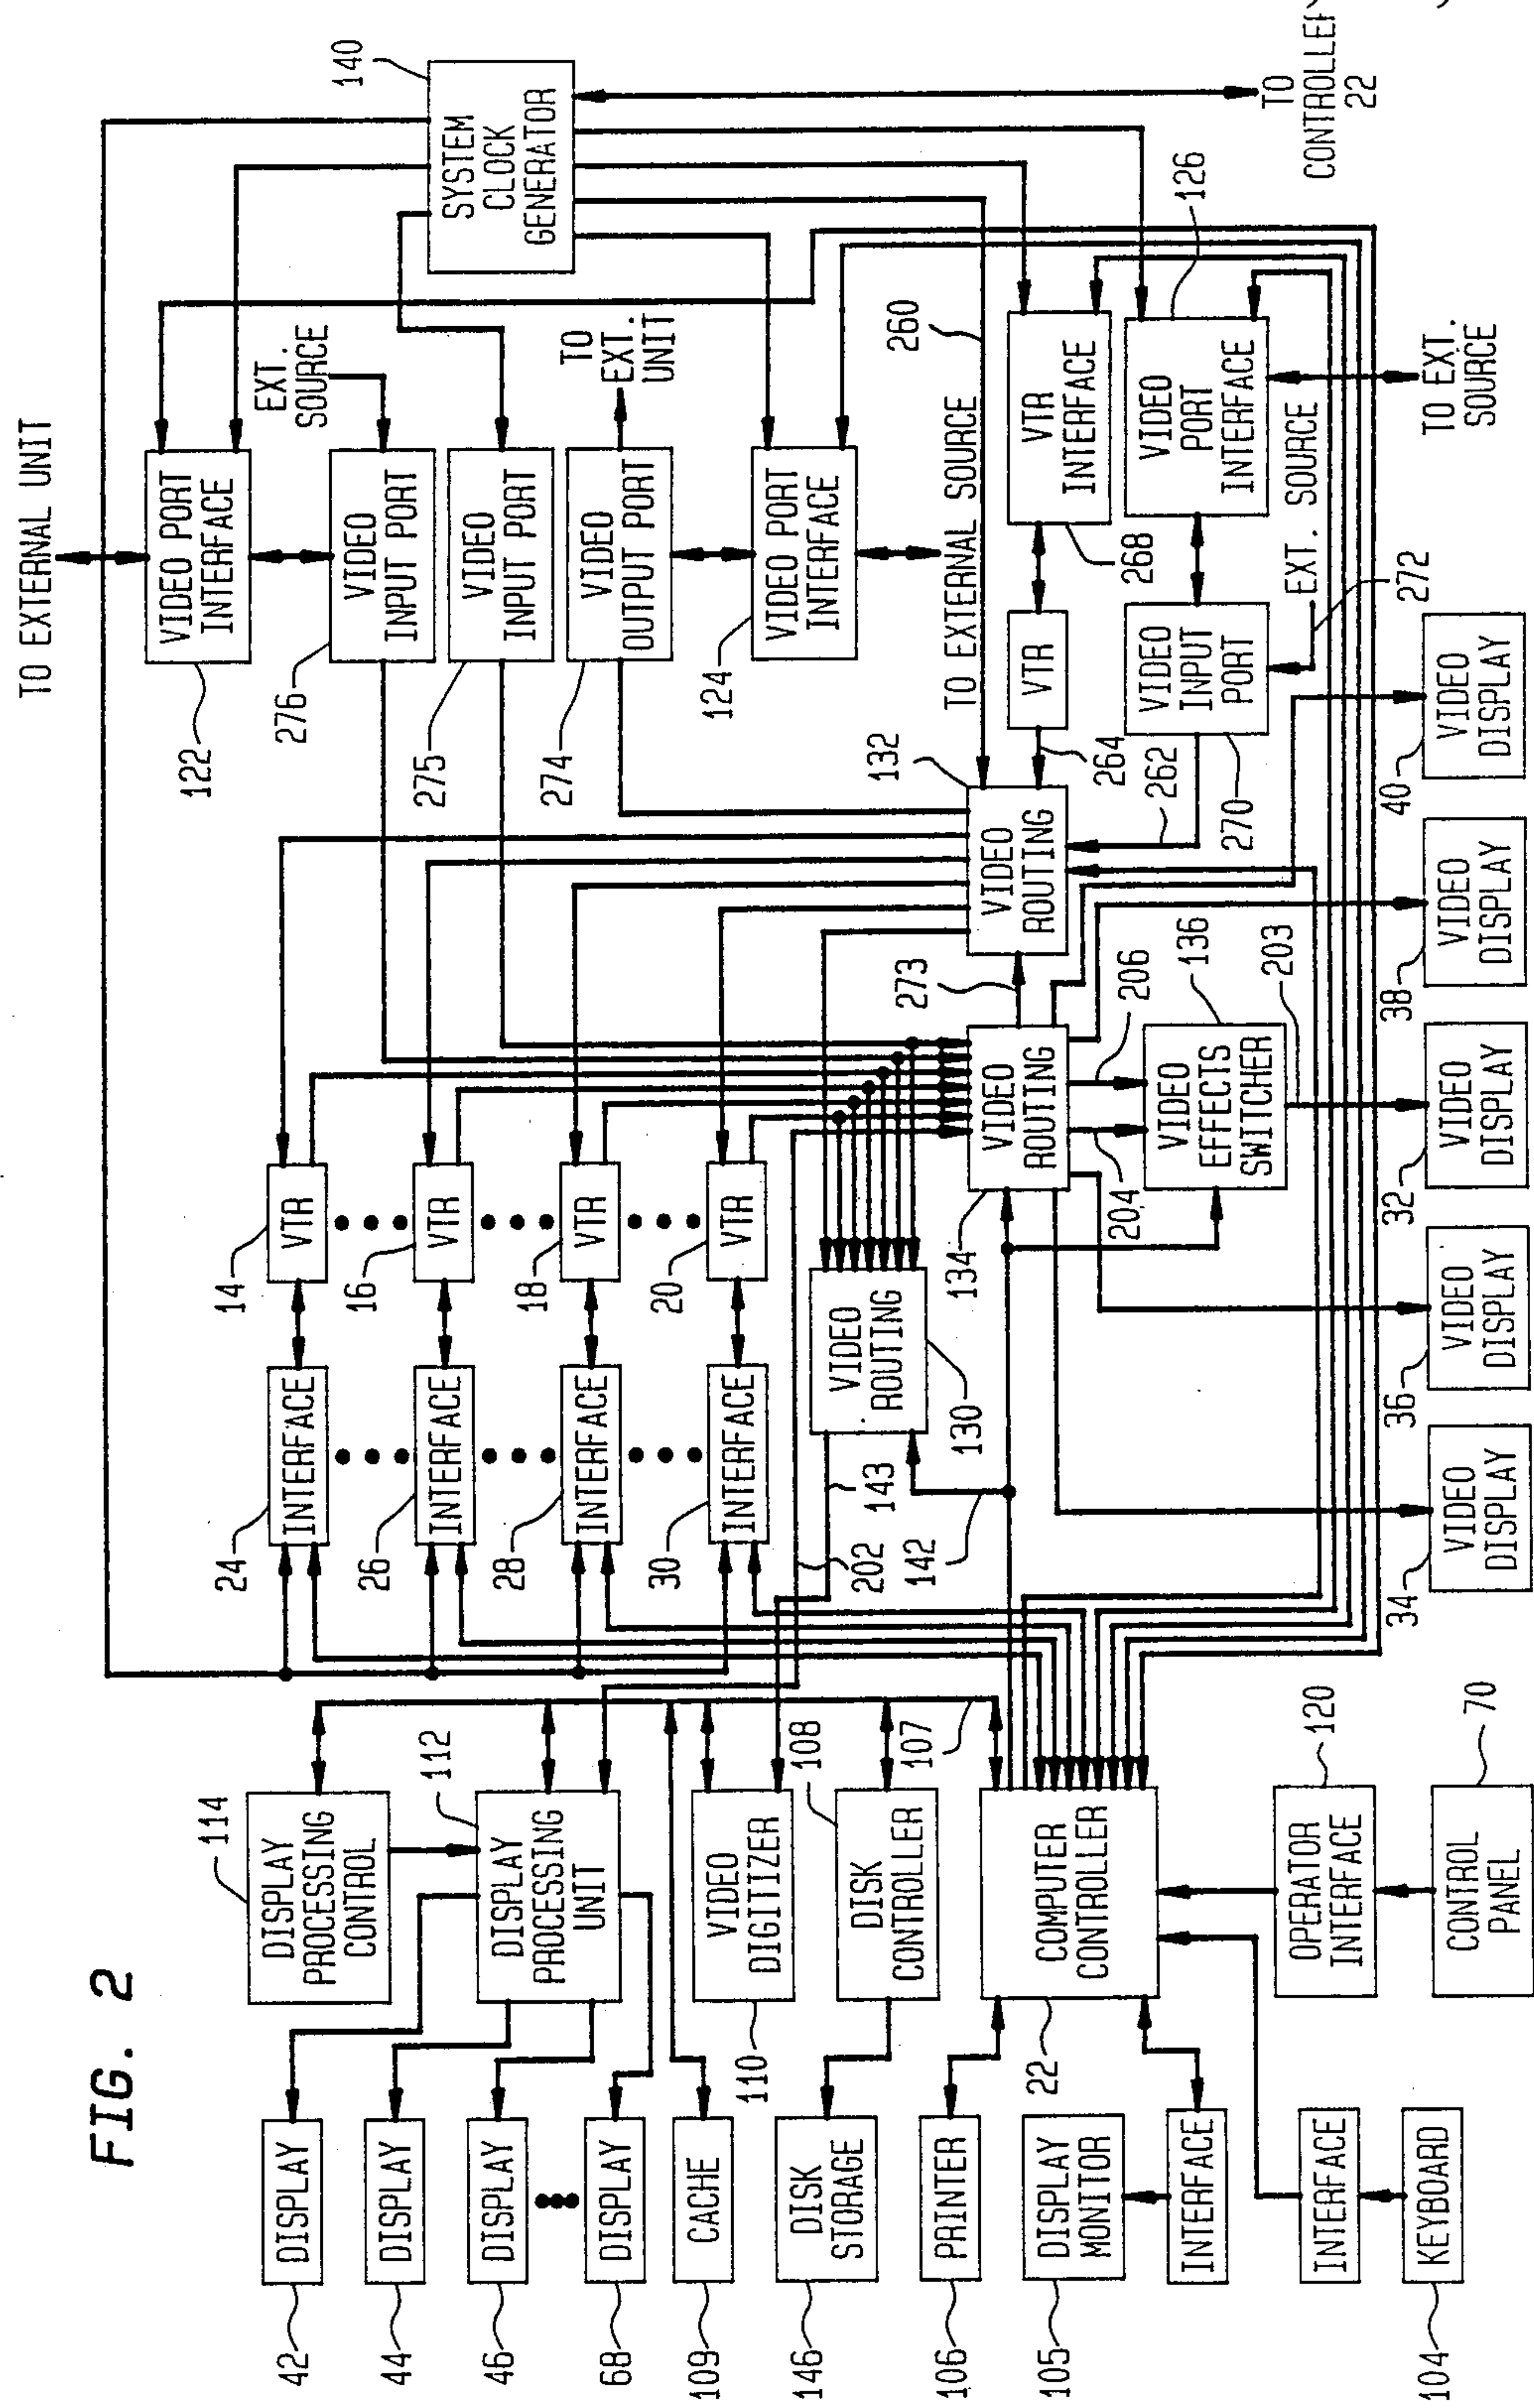 FIG. 2
42
DISPLAY
44
DISPLAY
46
DISPLAY
68
DISPLAY
109
CACHE
146
DISK
STORAGE
106
PRINTER
105
DISPLAY
MONITOR
INTERFACE
INTERFACE
104
KEYBOARD
114
DISPLAY
PROCESSING
CONTROL
112
DISPLAY
PROCESSING
UNIT
110
VIDEO
DIGITIZER
108
DISK
CONTROLLER
107
22
COMPUTER
CONTROLLER
120
OPERATOR
INTERFACE
70
CONTROL
PANEL
24
INTERFACE
26
INTERFACE
28
INTERFACE
30
INTERFACE
202
143
142
14
VTR
16
VTR
18
VTR
20
VTR
VIDEO
ROUTING
130
134
VIDEO
ROUTING
204
206
VIDEO
EFFECTS
SWITCHER
136
203
273
132
VIDEO
ROUTING
34
VIDEO
DISPLAY
36
VIDEO
DISPLAY
32
VIDEO
DISPLAY
38
VIDEO
DISPLAY
40
VIDEO
DISPLAY
TO EXTERNAL UNIT
122
VIDEO PORT
INTERFACE
276
VIDEO
INPUT PORT
EXT.
SOURCE
275
VIDEO
INPUT PORT
274
VIDEO
OUTPUT PORT
TO
EXT.
UNIT
124
VIDEO PORT
INTERFACE
TO EXTERNAL SOURCE
260
264
VTR
268
VTR
INTERFACE
262
270
VIDEO
INPUT
PORT
EXT. SOURCE
272
126
VIDEO
PORT
INTERFACE
TO EXT.
SOURCE
140
SYSTEM
CLOCK
GENERATOR
TO
CONTROLLER
22